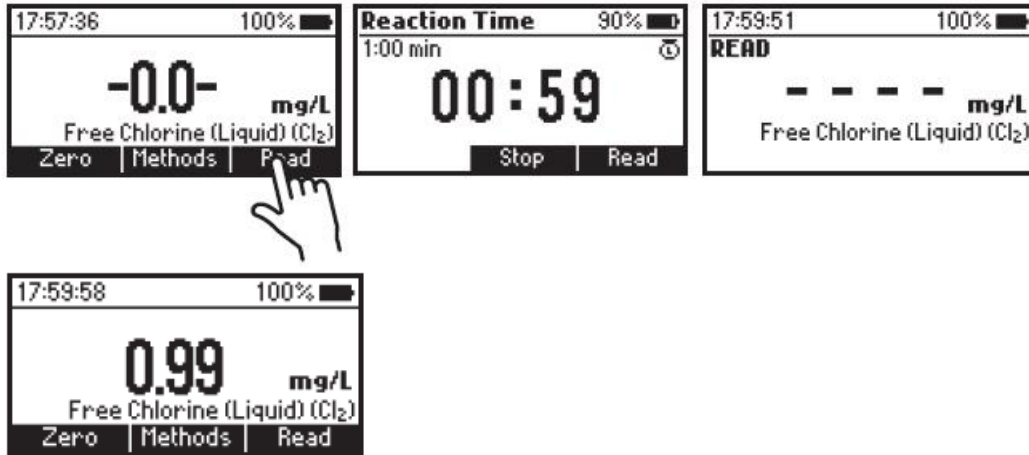 17:57:36 100%
-0.0- mg/L
Free Chlorine (Liquid) (Cl₂)
Zero Methods Read
Reaction Time 90%
1:00 min
00:59
Stop Read
17:59:51 100%
READ
- - - - mg/L
Free Chlorine (Liquid) (Cl₂)
17:59:58 100%
0.99 mg/L
Free Chlorine (Liquid) (Cl₂)
Zero Methods Read